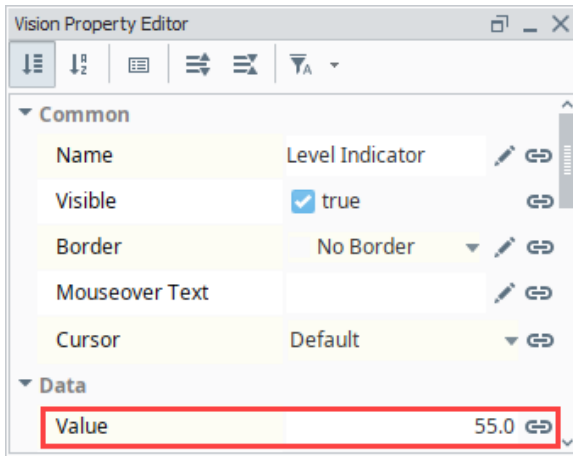 Vision Property Editor
Common
Name Level Indicator
Visible true
Border No Border
Mouseover Text
Cursor Default
Data
Value 55.0